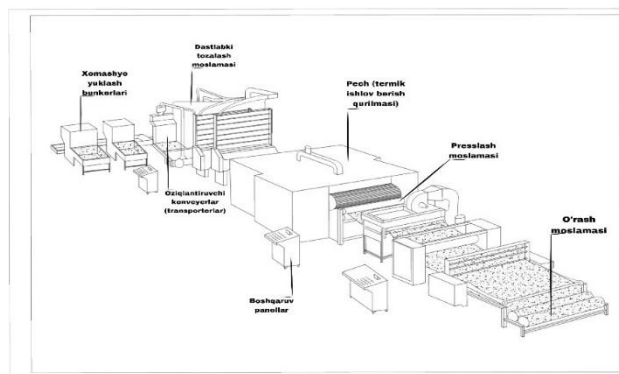 Dastlabki
tozalash
moslamasi
Xomashyo
yuklash
bunkerlari
Pech (termik
ishlov berish
qurilmasi)
Presslash
moslamasi
Oziqlantiruvchi
konveyerlar
(transporterlar)
O'rash
moslamasi
Boshqaruv
panellar